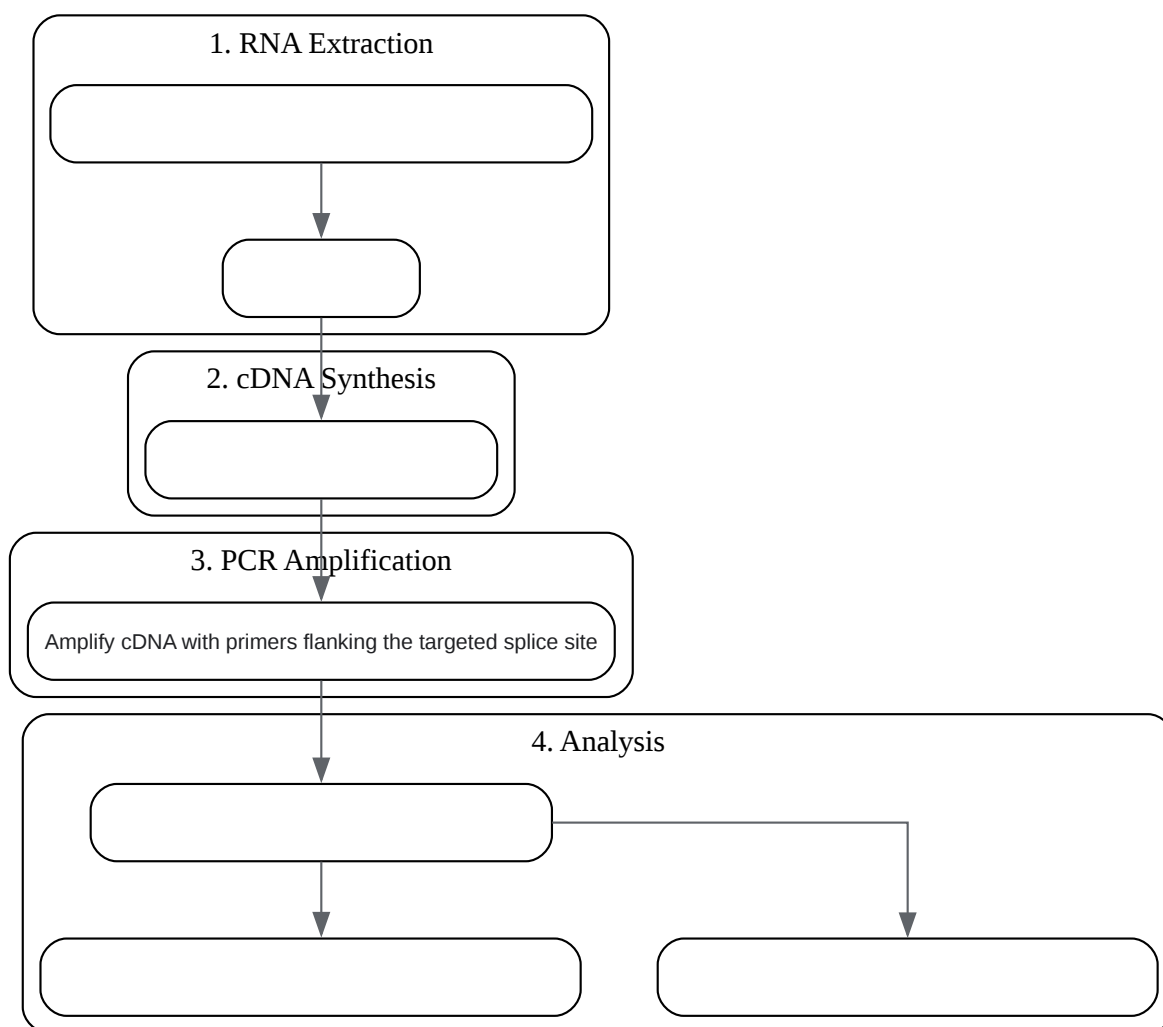 1. RNA Extraction
2. cDNA Synthesis
3. PCR Amplification
Amplify cDNA with primers flanking the targeted splice site
4. Analysis